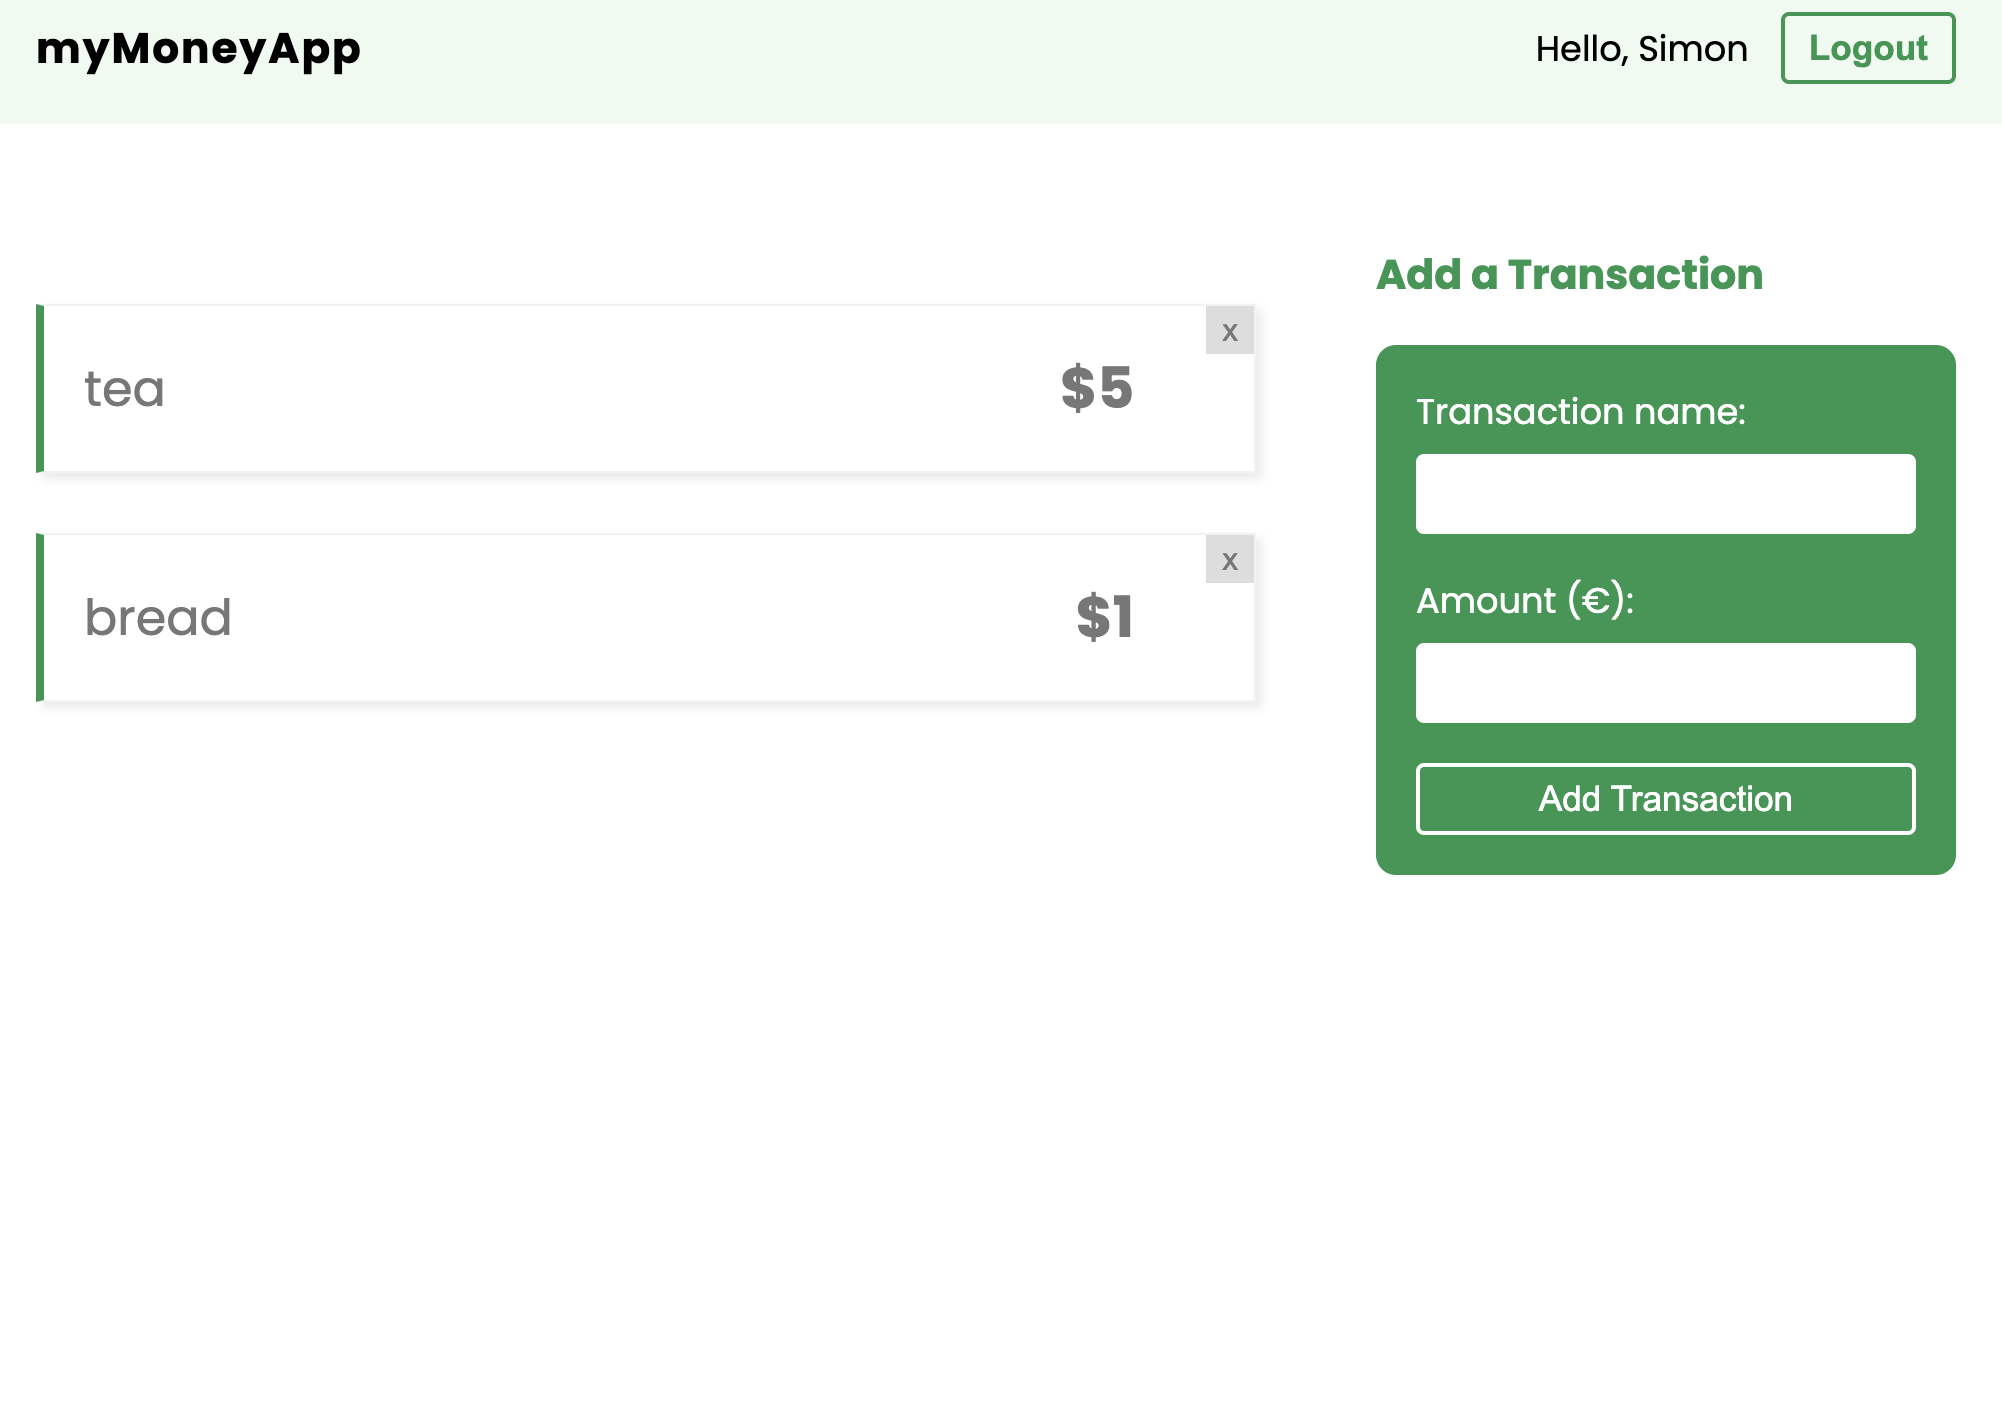 myMoneyApp
Hello, Simon
Logout
x
tea
$5
x
bread
$1
Add a Transaction
Transaction name:
Amount (€):
Add Transaction